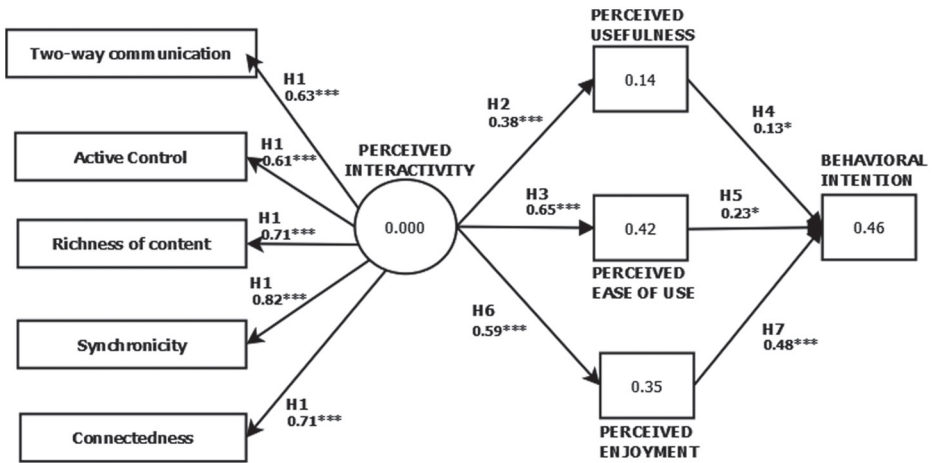 Two-way communication
H1
0.63***
Active Control
H1
0.61***
Richness of content
H1
0.71***
Synchronicity
H1
0.82***
Connectedness
H1
0.71***
PERCEIVED
INTERACTIVITY
0.000
H2
0.38***
H3
0.65***
H6
0.59***
PERCEIVED
USEFULNESS
0.14
0.42
PERCEIVED
EASE OF USE
0.35
PERCEIVED
ENJOYMENT
H4
0.13*
H5
0.23*
H7
0.48***
BEHAVIORAL
INTENTION
0.46